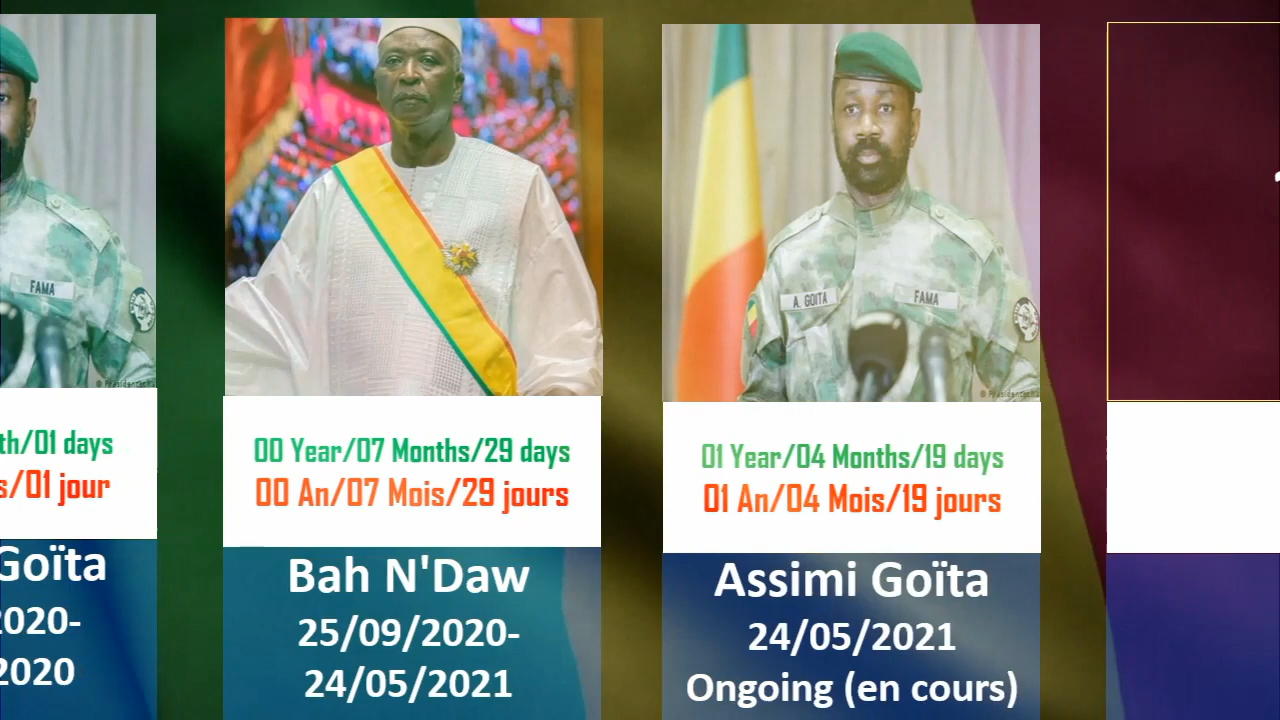 FAMA
th/01 days
s/01 jour
Goïta
2020-
2020
00 Year/07 Months/29 days
00 An/07 Mois/29 jours
Bah N'Daw
25/09/2020-
24/05/2021
A. GOITA
FAMA
01 Year/04 Months/19 days
01 An/04 Mois/19 jours
Assimi Goïta
24/05/2021
Ongoing (en cours)